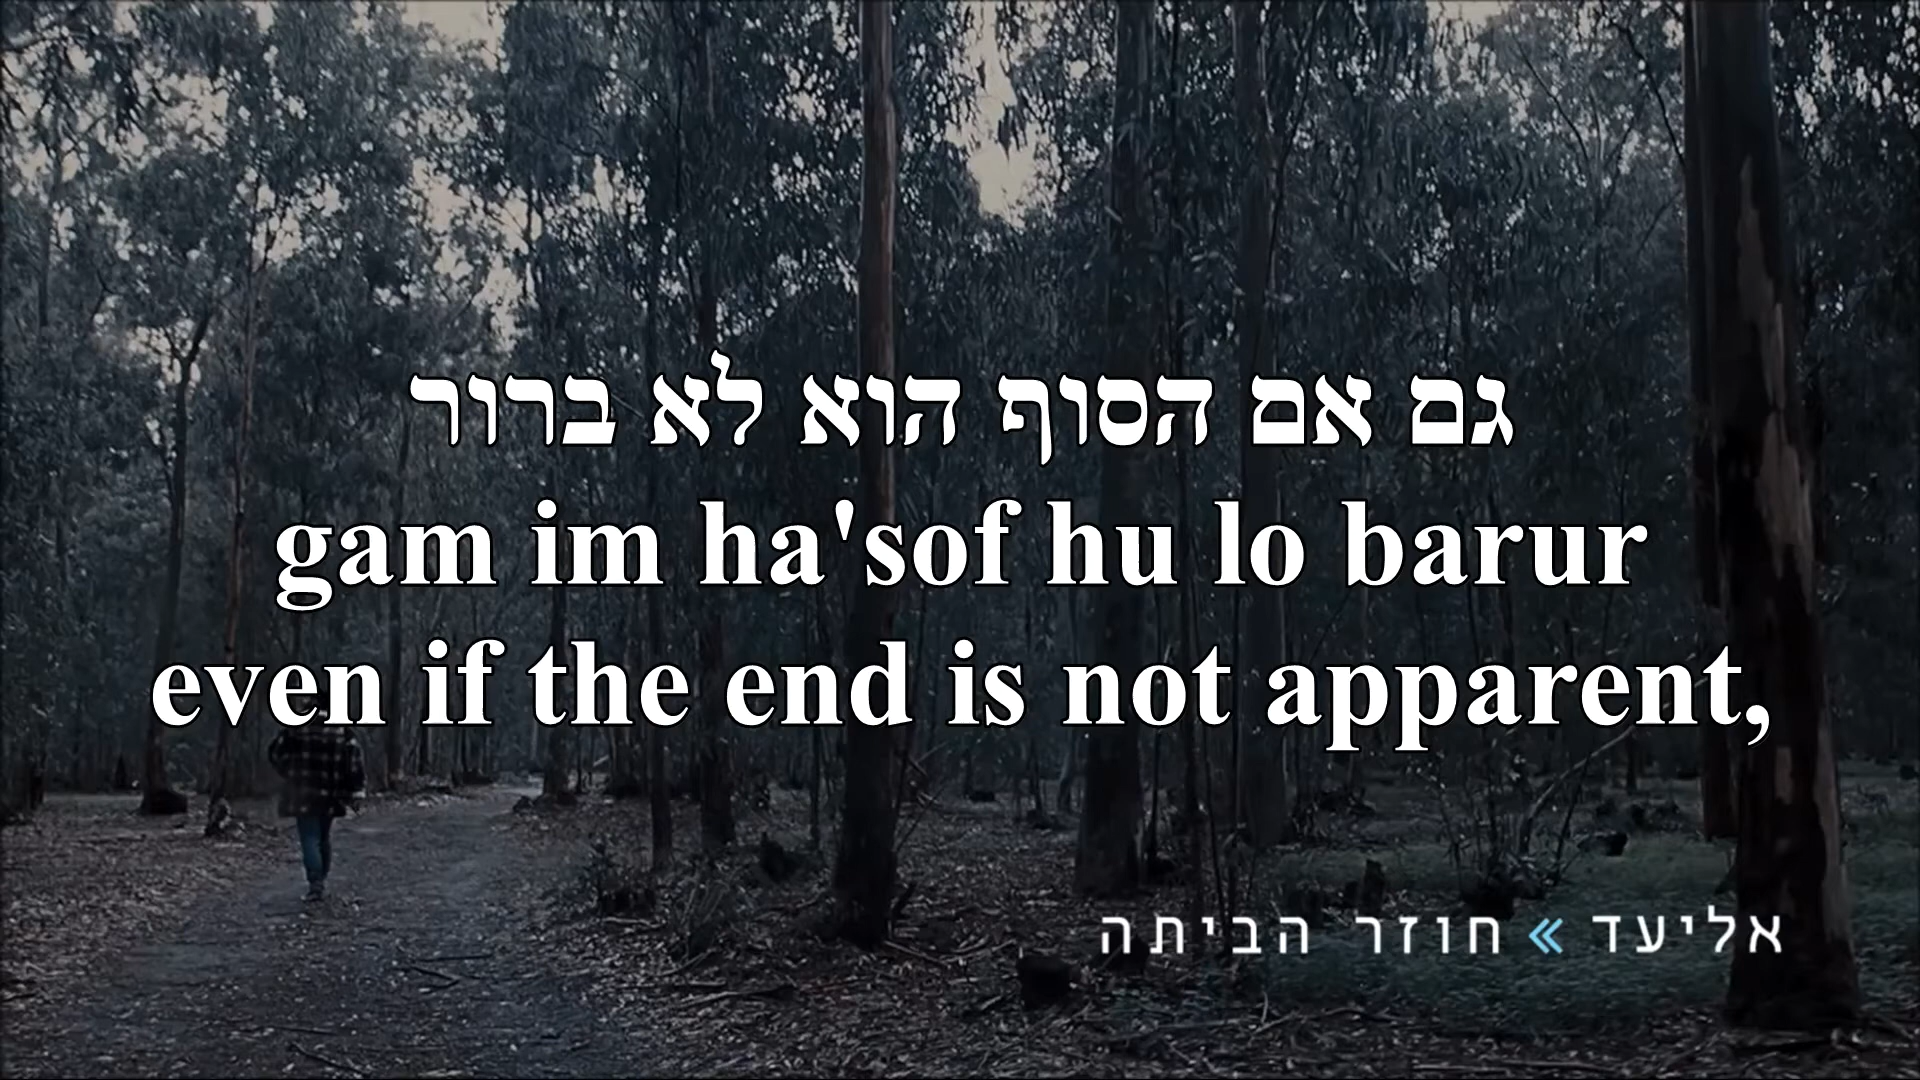 גם אם הסוף הוא לא ברור
gam im ha'sof hu lo barur
even if the end is not apparent,
אליעד » חוזר הביתה